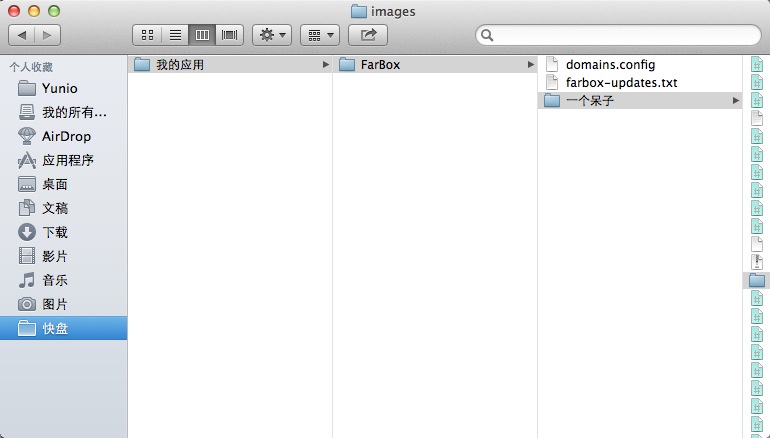 images
个人收藏
Yunio
我的所有...
AirDrop
应用程序
桌面
文稿
下载
影片
音乐
图片
快盘
我的应用
FarBox
domains.config
farbox-updates.txt
一个呆子